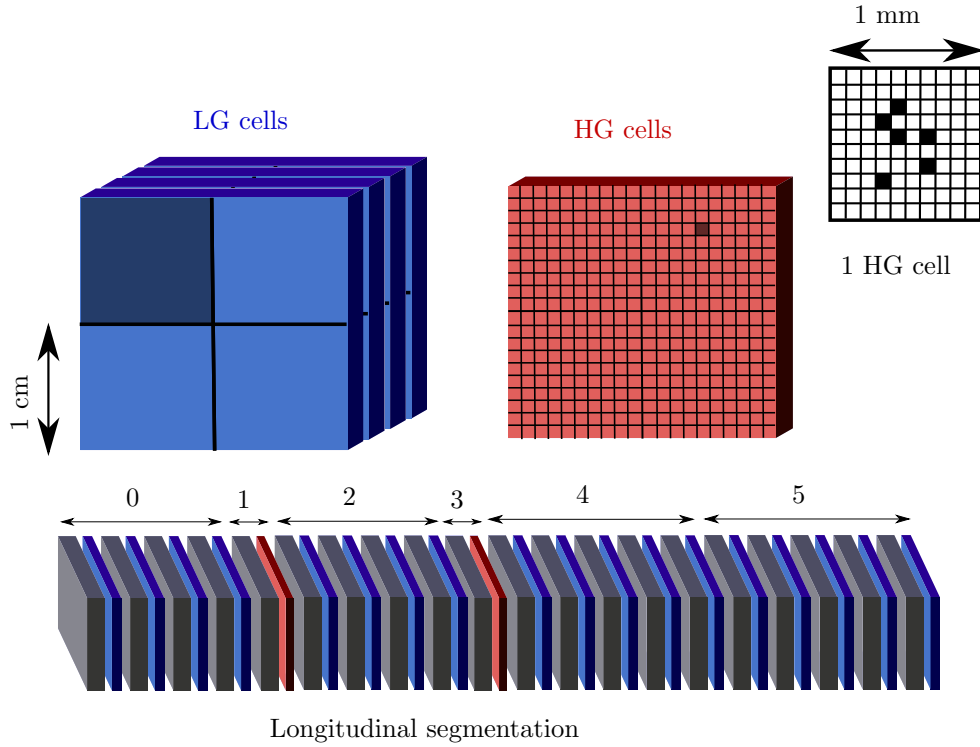 1 mm
LG cells
HG cells
1 HG cell
1 cm
0
1
2
3
4
5
Longitudinal segmentation